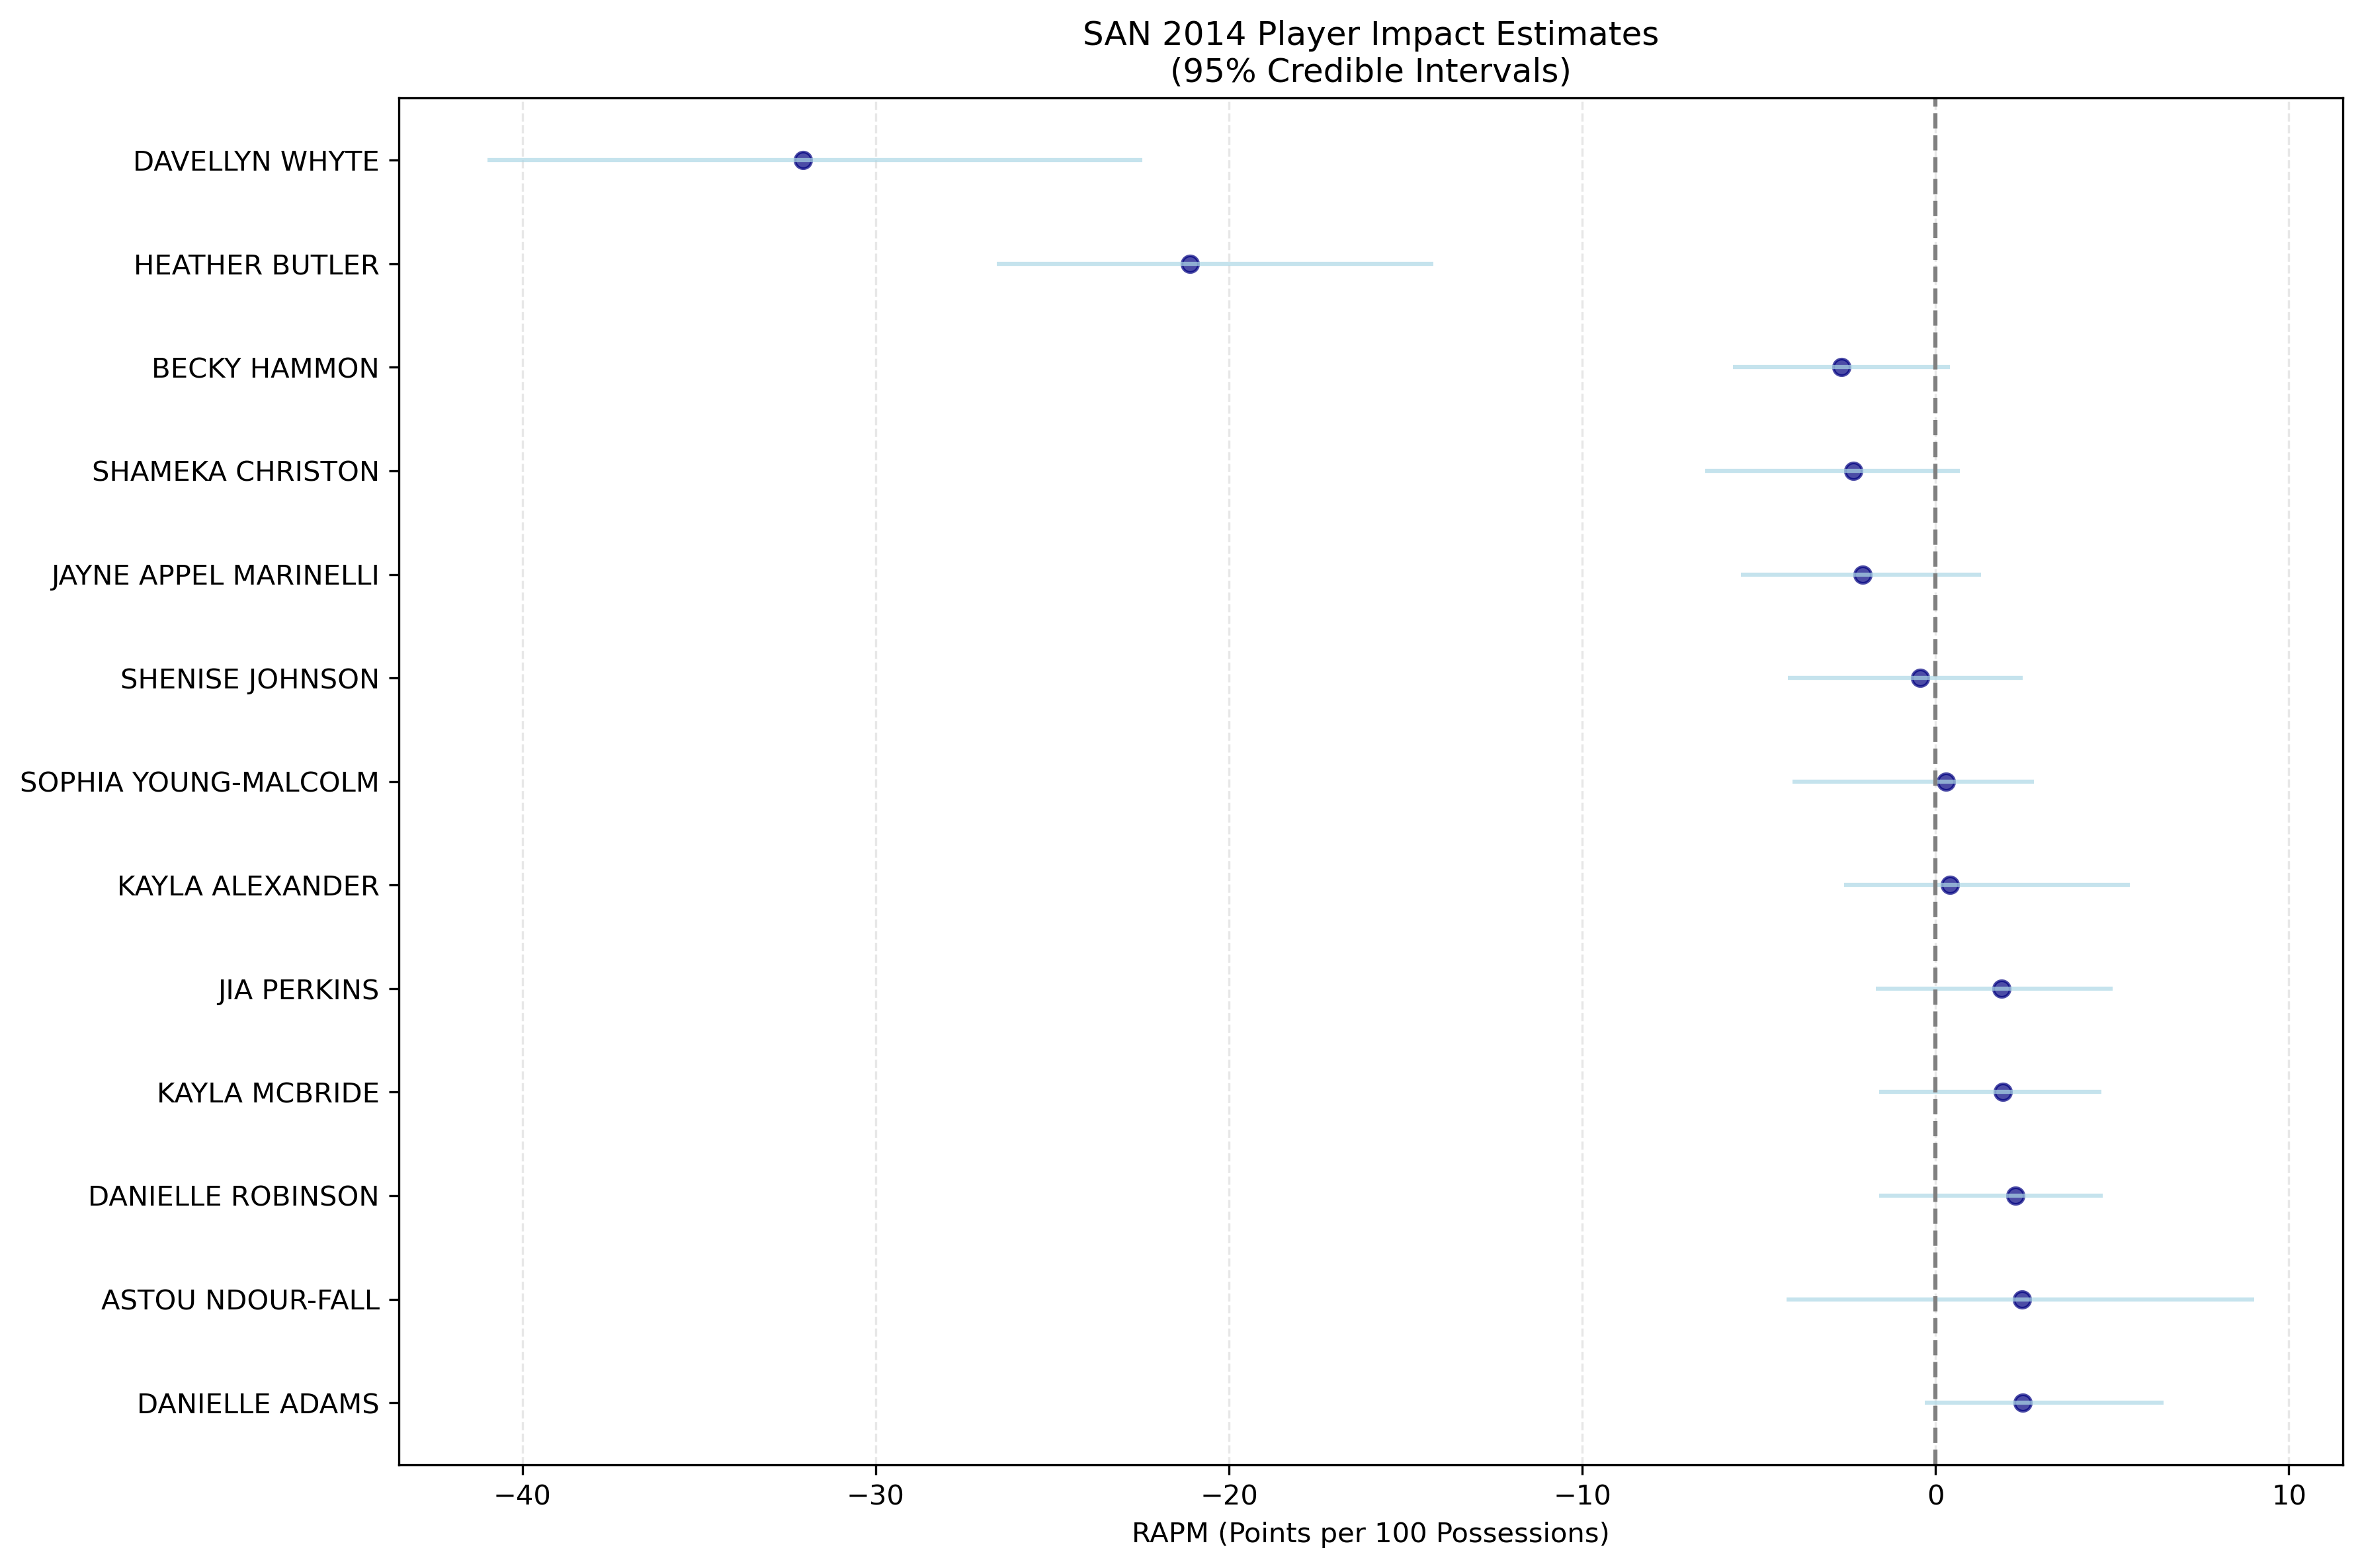 SAN 2014 Player Impact Estimates
(95% Credible Intervals)
DAVELLYN WHYTE
HEATHER BUTLER
BECKY HAMMON
SHAMEKA CHRISTON
JAYNE APPEL MARINELLI
SHENISE JOHNSON
SOPHIA YOUNG-MALCOLM
KAYLA ALEXANDER
JIA PERKINS
KAYLA MCBRIDE
DANIELLE ROBINSON
ASTOU NDOUR-FALL
DANIELLE ADAMS
−40 −30 −20 −10 0 10
RAPM (Points per 100 Possessions)